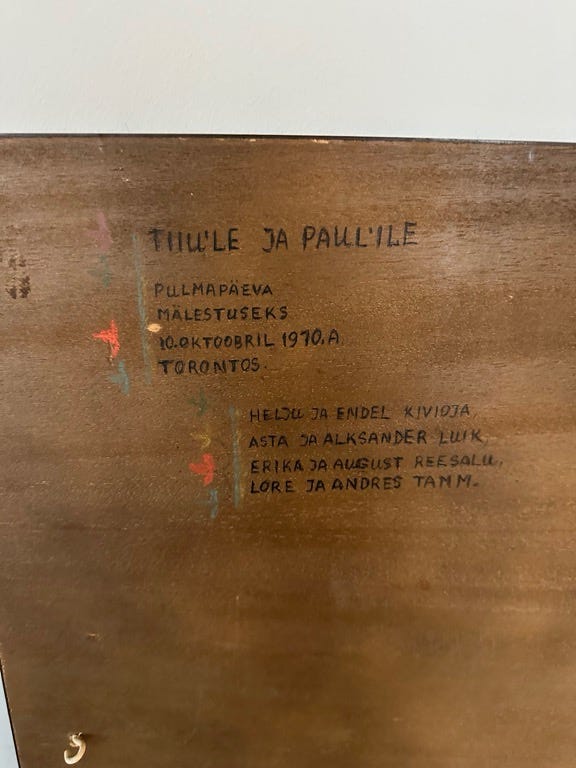 TIIU'LE JA PAUL'ILE
PULMAPÄEVA
MÄLESTUSEKS
10.OKTOOBRIL 1970.A
TORONTOS.
HELJU JA ENDEL KIVIOJA,
ASTA JA ALKSANDER LUIK,
ERIKA JA AUGUST REESALU,
LORE JA ANDRES TAMM.